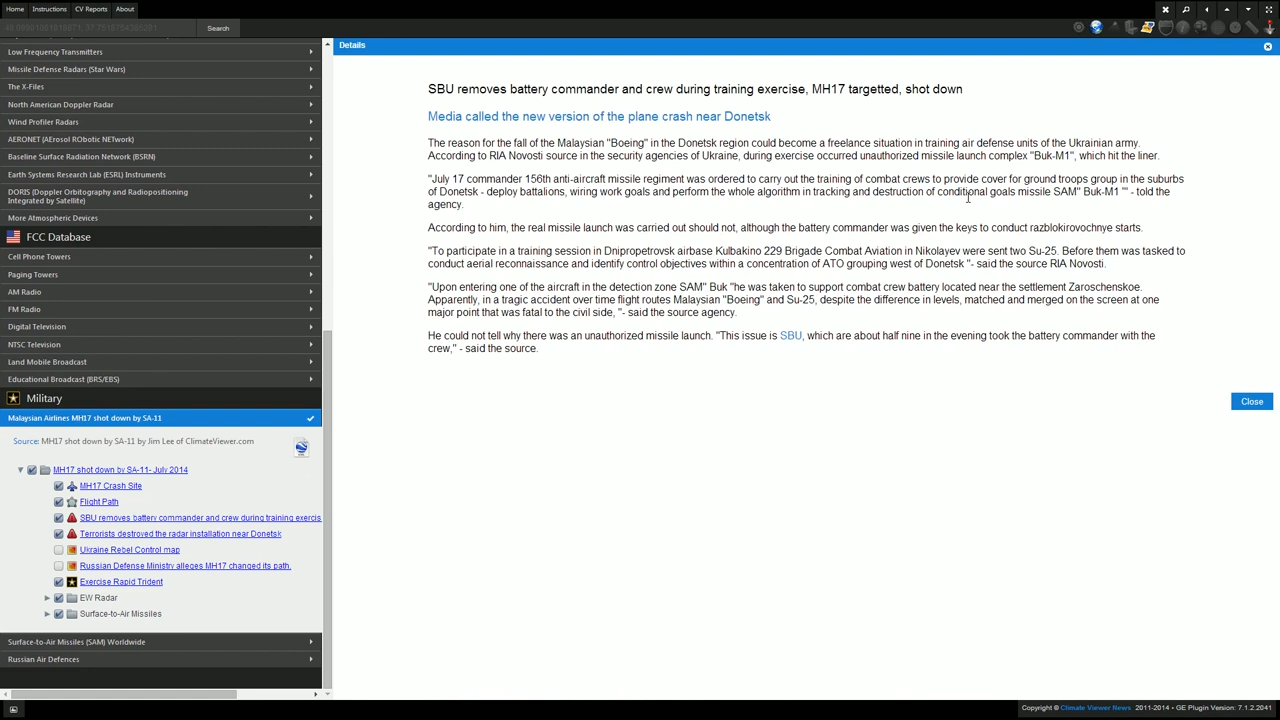 Home Instructions CV Reports About
Search
Low Frequency Transmitters
Missile Defense Radars (Star Wars)
The X-Files
North American Doppler Radar
Wind Profiler Radars
AERONET (AErosol RObotic NETwork)
Baseline Surface Radiation Network (BSRN)
Earth Systems Research Lab (ESRL) Instruments
DORIS (Doppler Orbitography and Radiopositioning
Integrated by Satellite)
More Atmospheric Devices
FCC Database
Cell Phone Towers
Paging Towers
AM Radio
FM Radio
Digital Television
NTSC Television
Land Mobile Broadcast
Educational Broadcast (BRS/EBS)
Military
Malaysian Airlines MH17 shot down by SA-11
Source: MH17 shot down by SA-11 by Jim Lee of ClimateViewer.com
MH17 shot down by SA-11- July 2014
MH17 Crash Site
Flight Path
SBU removes battery commander and crew during training exercis
Terrorists destroyed the radar installation near Donetsk
Ukraine Rebel Control map
Russian Defense Ministry alleges MH17 changed its path.
Exercise Rapid Trident
EW Radar
Surface-to-Air Missiles
Surface-to-Air Missiles (SAM) Worldwide
Russian Air Defences
Details
SBU removes battery commander and crew during training exercise, MH17 targetted, shot down
Media called the new version of the plane crash near Donetsk
The reason for the fall of the Malaysian "Boeing" in the Donetsk region could become a freelance situation in training air defense units of the Ukrainian army.
According to RIA Novosti source in the security agencies of Ukraine, during exercise occurred unauthorized missile launch complex "Buk-M1", which hit the liner.
"July 17 commander 156th anti-aircraft missile regiment was ordered to carry out the training of combat crews to provide cover for ground troops group in the suburbs
of Donetsk - deploy battalions, wiring work goals and perform the whole algorithm in tracking and destruction of conditional goals missile SAM" Buk-M1 "" - told the
agency.
According to him, the real missile launch was carried out should not, although the battery commander was given the keys to conduct razblokirovochnye starts.
"To participate in a training session in Dnipropetrovsk airbase Kulbakino 229 Brigade Combat Aviation in Nikolayev were sent two Su-25. Before them was tasked to
conduct aerial reconnaissance and identify control objectives within a concentration of ATO grouping west of Donetsk "- said the source RIA Novosti.
"Upon entering one of the aircraft in the detection zone SAM" Buk "he was taken to support combat crew battery located near the settlement Zaroschenskoe.
Apparently, in a tragic accident over time flight routes Malaysian "Boeing" and Su-25, despite the difference in levels, matched and merged on the screen at one
major point that was fatal to the civil side, "- said the source agency.
He could not tell why there was an unauthorized missile launch. "This issue is SBU, which are about half nine in the evening took the battery commander with the
crew," - said the source.
Close
Copyright © Climate Viewer News 2011-2014 • GE Plugin Version: 7.1.2.2041